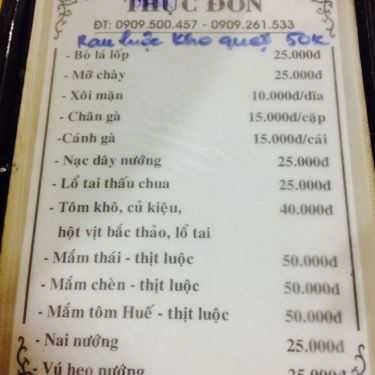 THỰC ĐƠN
ĐT: 0909.500.457 - 0909.261.533
Rau luộc kho quẹt 50K
- Bò lá lốp 25.000đ
- Mỡ chày 25.000đ
- Xôi mặn 10.000đ/dĩa
- Chân gà 15.000đ/cặp
-Cánh gà 15.000đ/cái
- Nạc dây nướng 25.000đ
- Lổ tai thấu chua 25.000đ
- Tôm khô, củ kiệu, 40.000đ
hột vịt bắc thảo, lổ tai
- Mắm thái - thịt luộc 50.000đ
- Mắm chèn - thịt luộc 50.000đ
- Mắm tôm Huế - thịt luộc 50.000đ
- Nai nướng 25.000đ
- Vú heo nướng 25.000đ